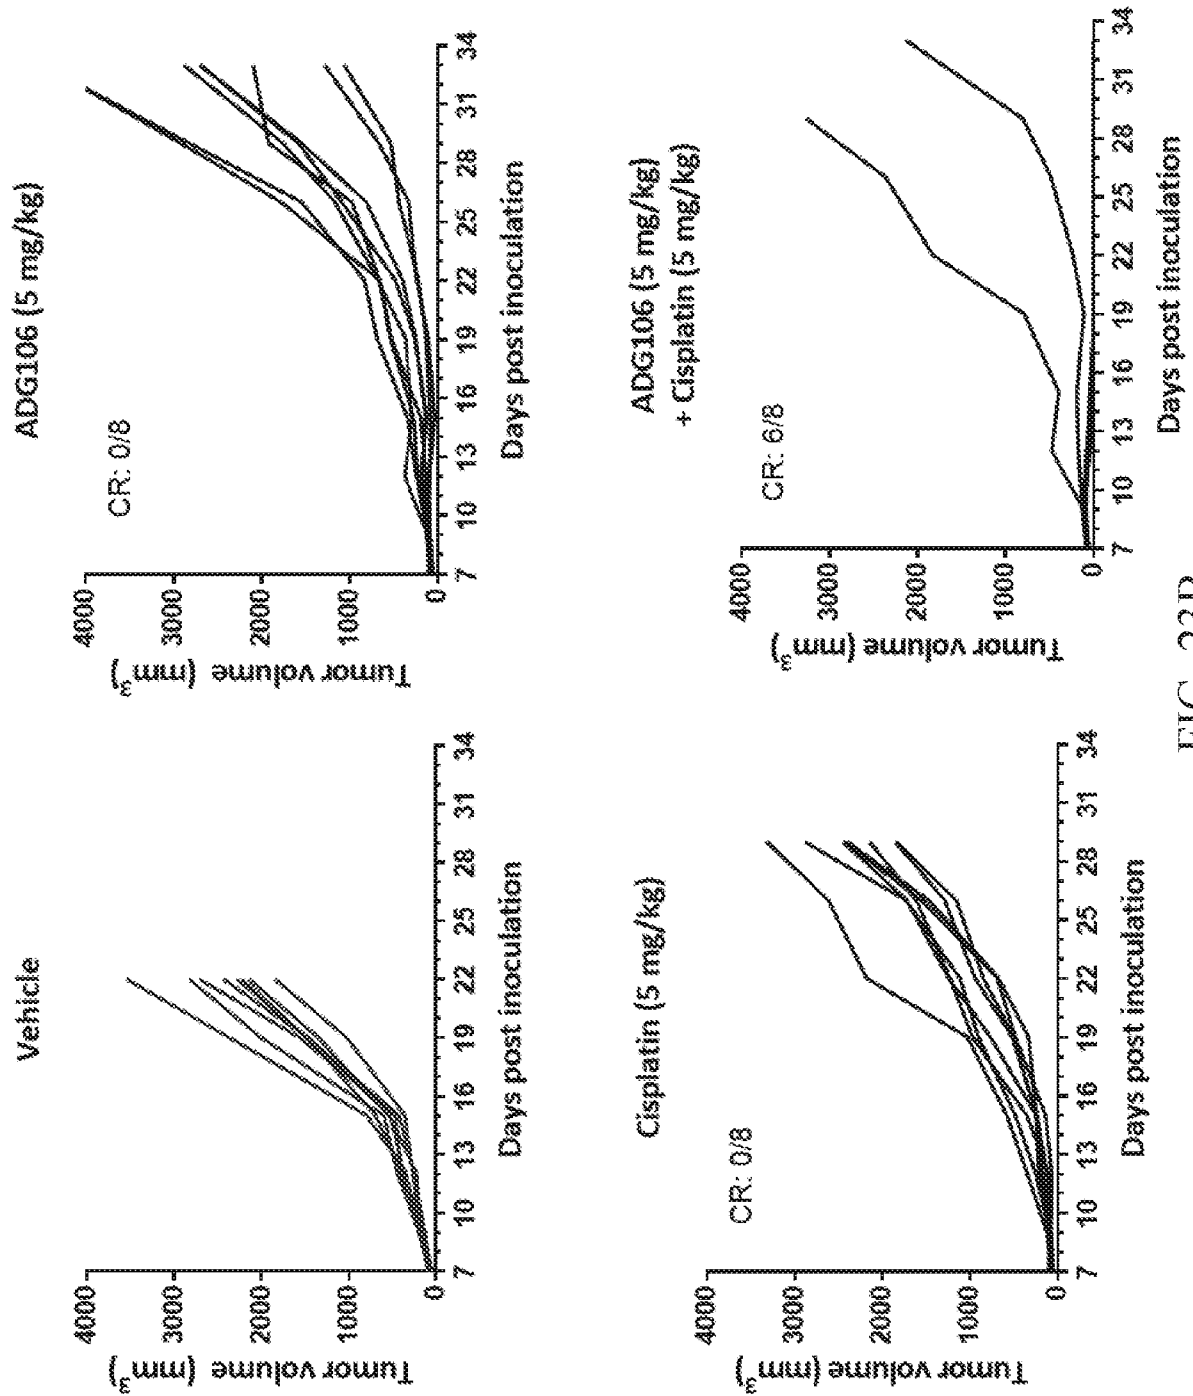 Vehicle
4000
3000
2000
1000
0
Tumor volume (mm³)
7 10 13 16 19 22 25 28 31 34
Days post inoculation
ADG106 (5 mg/kg)
CR: 0/8
4000
3000
2000
1000
0
Tumor volume (mm³)
7 10 13 16 19 22 25 28 31 34
Days post inoculation
Cisplatin (5 mg/kg)
CR: 0/8
4000
3000
2000
1000
0
Tumor volume (mm³)
7 10 13 16 19 22 25 28 31 34
Days post inoculation
ADG106 (5 mg/kg)
+ Cisplatin (5 mg/kg)
CR: 6/8
4000
3000
2000
1000
0
Tumor volume (mm³)
7 10 13 16 19 22 25 28 31 34
Days post inoculation
FIG.